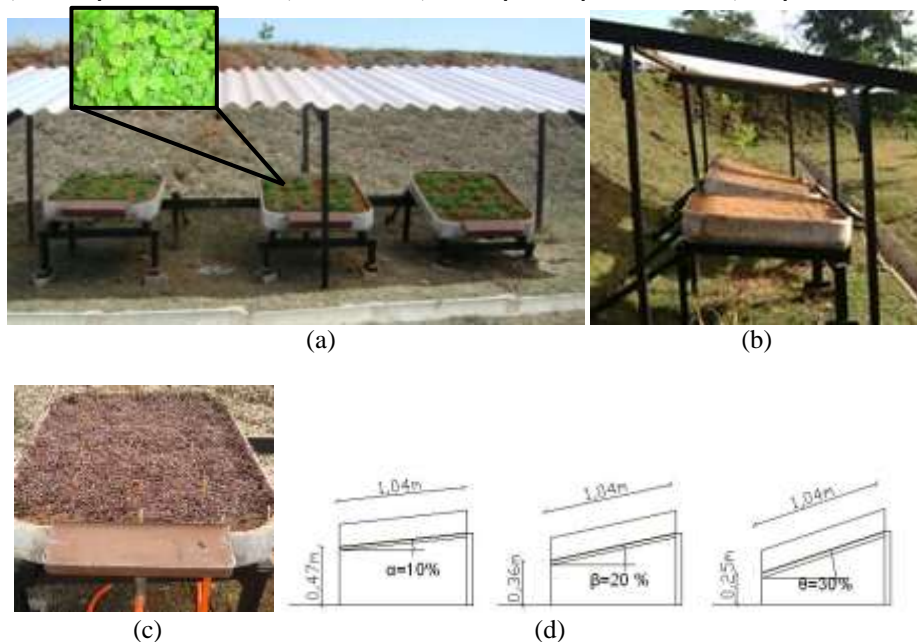 (a)
(b)
1,04m
1,04m
1,04m
0,47m
α=10%
0,36m
β=20 %
0,25m
θ=30%
(c)
(d)